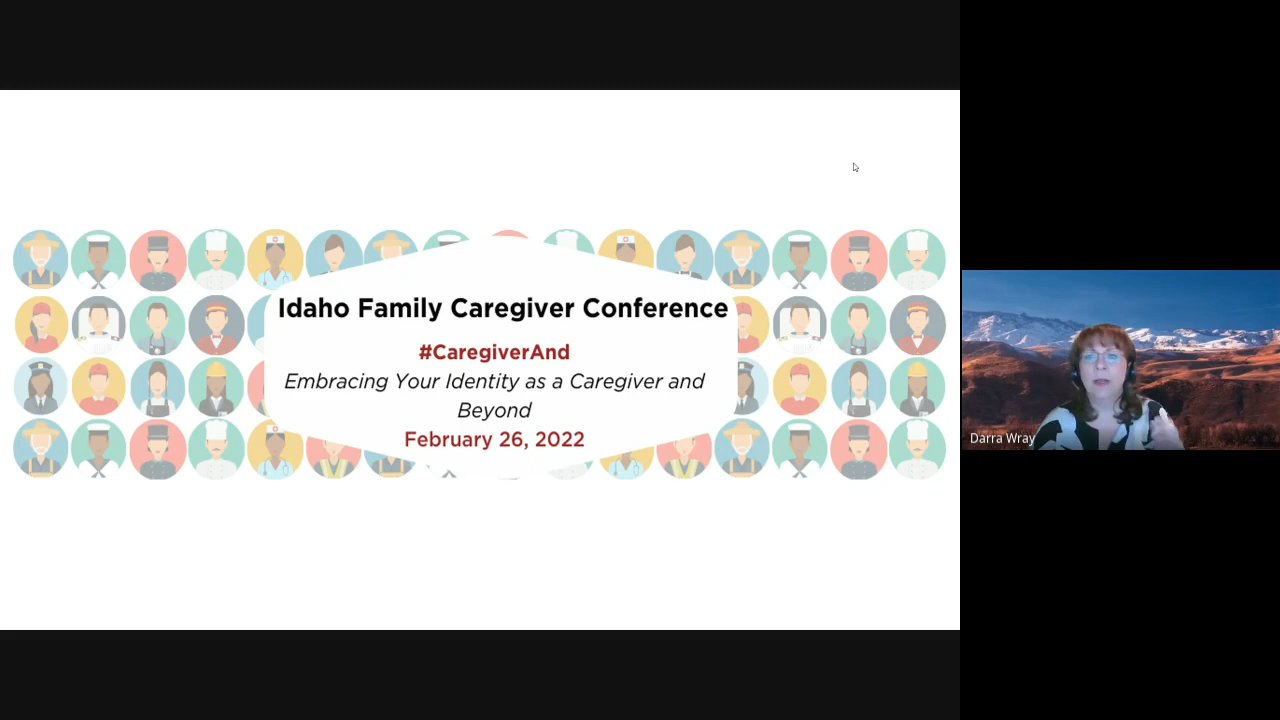 Idaho Family Caregiver Conference
#CaregiverAnd
Embracing Your Identity as a Caregiver and
Beyond
February 26, 2022
Darra Wray